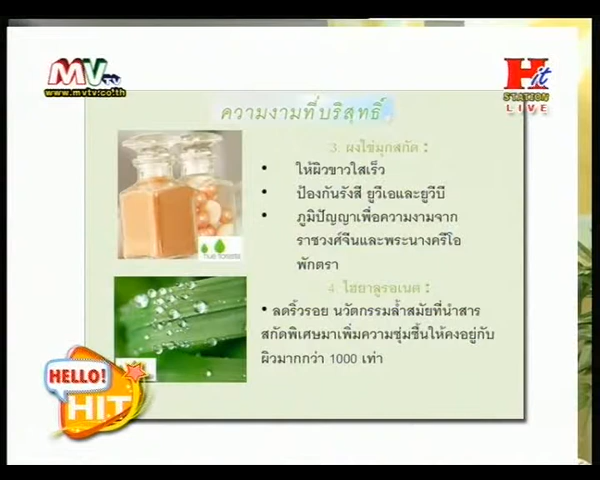 MVTV
www.mvtv.co.th
Hit
STATION
LIVE
ความงามที่บริสุทธิ์
3. ผงไข่มุกสกัด :
• ให้ผิวขาวใสเร็ว
• ป้องกันรังสี ยูวีเอและยูวีบี
• ภูมิปัญญาเพื่อความงามจาก
ราชวงศ์จีนและพระนางครีโอ
พักตรา
4. ไฮยาลูรอเนต :
• ลดริ้วรอย นวัตกรรมล้ำสมัยที่นำสาร
สกัดพิเศษมาเพิ่มความชุ่มชื้นให้คงอยู่กับ
ผิวมากกว่า 1000 เท่า
HELLO!
HIT